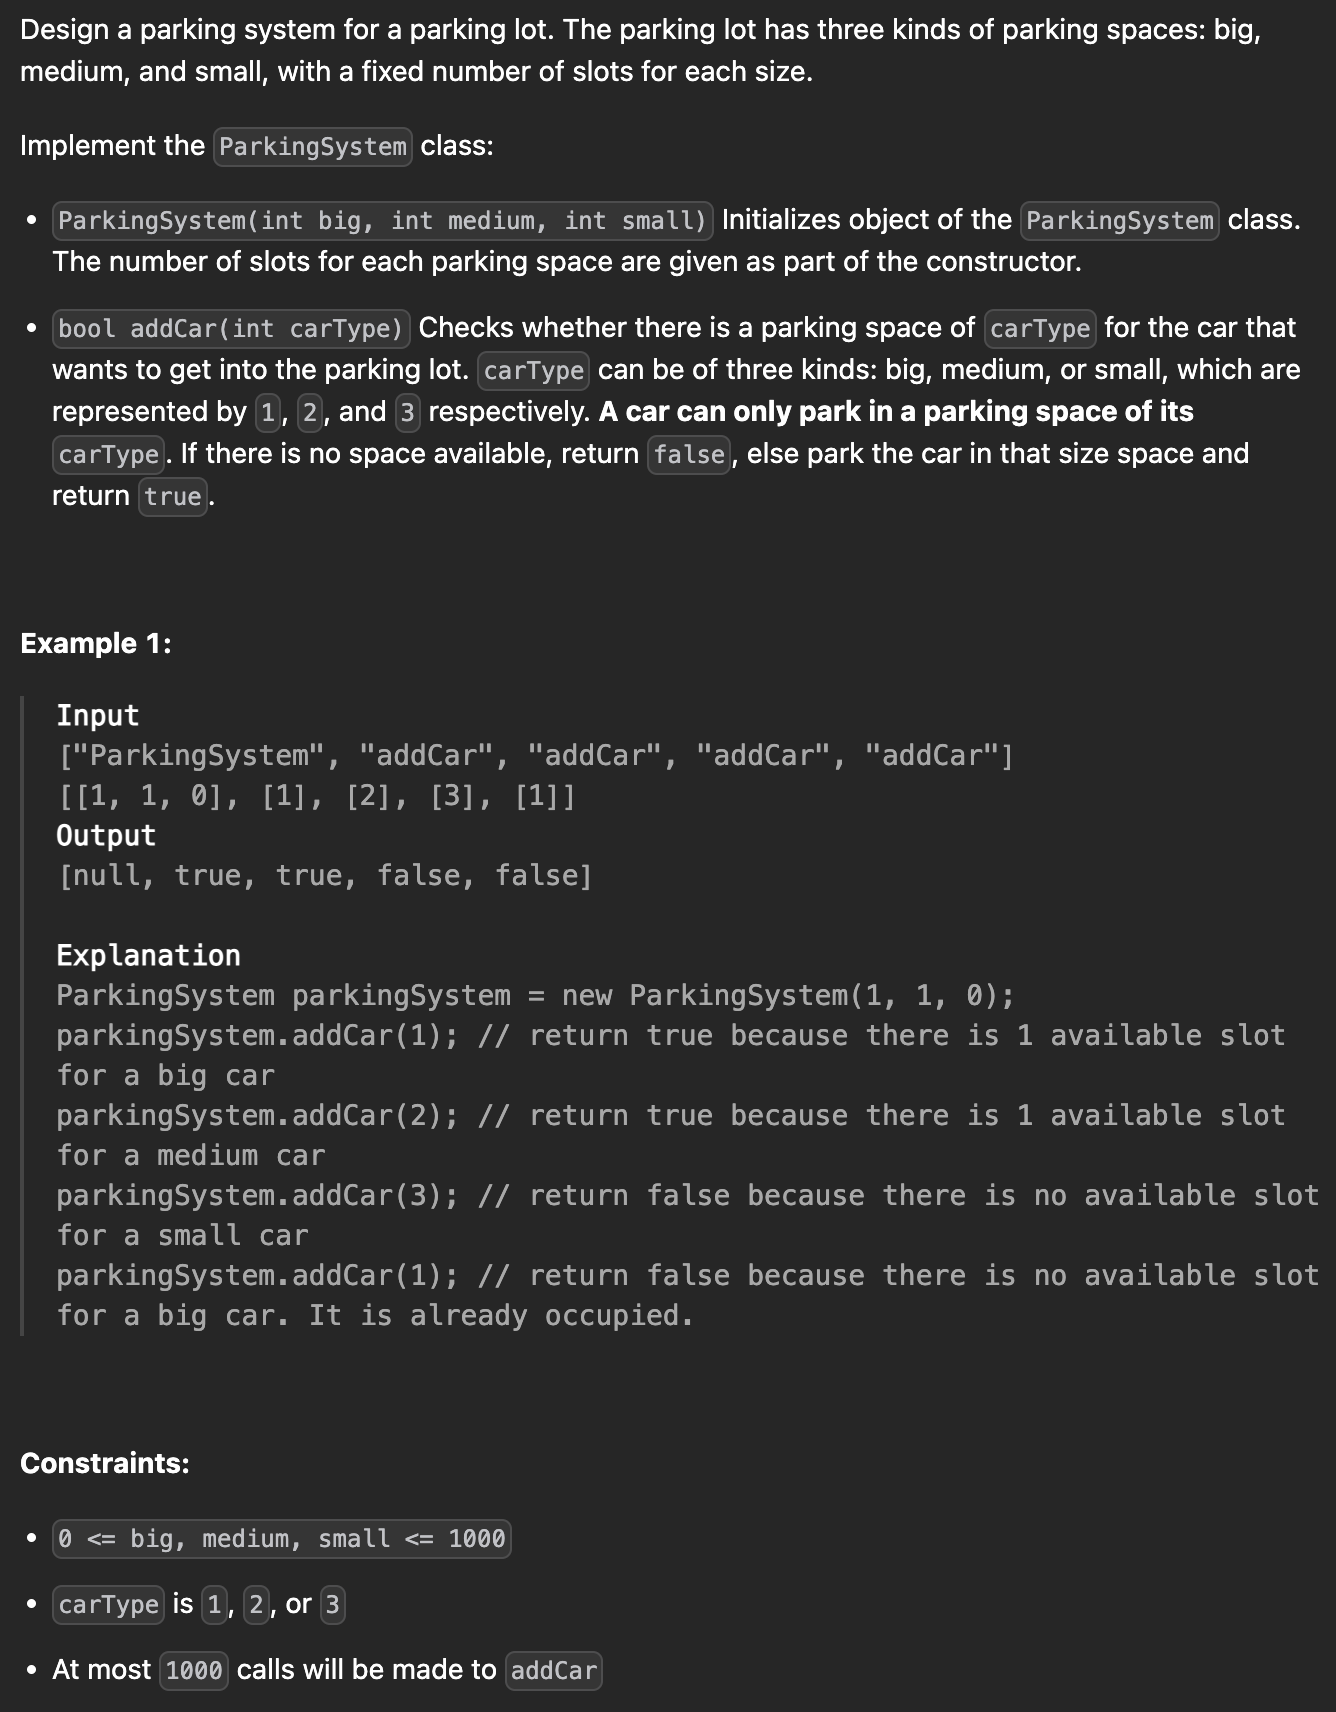 Design a parking system for a parking lot. The parking lot has three kinds of parking spaces: big,
medium, and small, with a fixed number of slots for each size.
Implement the ParkingSystem class:
• ParkingSystem(int big, int medium, int small) Initializes object of the ParkingSystem class.
The number of slots for each parking space are given as part of the constructor.
• bool addCar(int carType) Checks whether there is a parking space of carType for the car that
wants to get into the parking lot. carType can be of three kinds: big, medium, or small, which are
represented by 1, 2, and 3 respectively. A car can only park in a parking space of its
carType. If there is no space available, return false, else park the car in that size space and
return true.
Example 1:
Input
["ParkingSystem", "addCar", "addCar", "addCar", "addCar"]
[[1, 1, 0], [1], [2], [3], [1]]
Output
[null, true, true, false, false]
Explanation
ParkingSystem parkingSystem = new ParkingSystem(1, 1, 0);
parkingSystem.addCar(1); // return true because there is 1 available slot
for a big car
parkingSystem.addCar(2); // return true because there is 1 available slot
for a medium car
parkingSystem.addCar(3); // return false because there is no available slot
for a small car
parkingSystem.addCar(1); // return false because there is no available slot
for a big car. It is already occupied.
Constraints:
• 0 <= big, medium, small <= 1000
• carType is 1, 2, or 3
• At most 1000 calls will be made to addCar